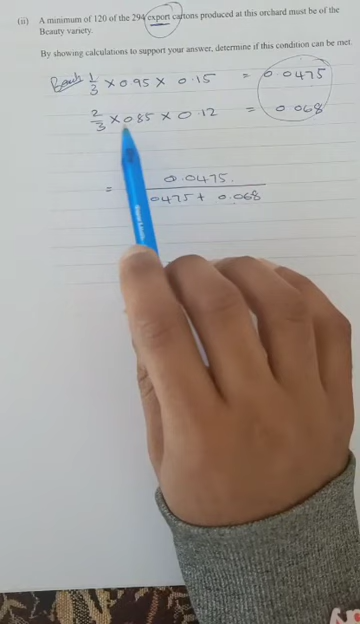 (ii) A minimum of 120 of the 294 export cartons produced at this orchard must be of the
Beauty variety.
By showing calculations to support your answer, determine if this condition can be met.
1/3 × 0.95 × 0.15 = 0.0475
2/3 × 0.85 × 0.12 = 0.068
= 0.0475
0475 + 0.068